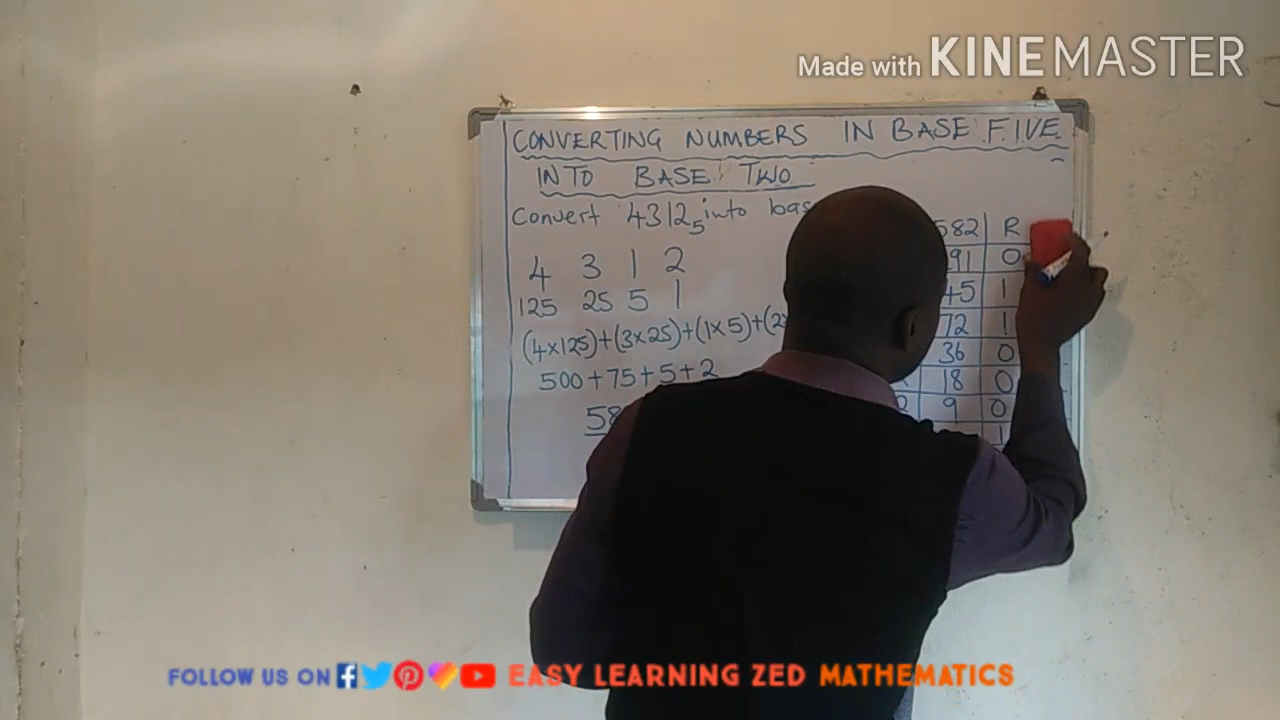 Made with KINEMASTER
CONVERTING NUMBERS IN BASE FIVE
INTO BASE TWO
Convert 4312₅ into
4 3 1 2
125 25 5 1
(4×125)+(3×25)+(1×5)+(2
500+75+5+2
58
582 R
91 0
45 1
72 1
36 0
18 0
2 9 0
1
FOLLOW US ON EASY LEARNING ZED MATHEMATICS